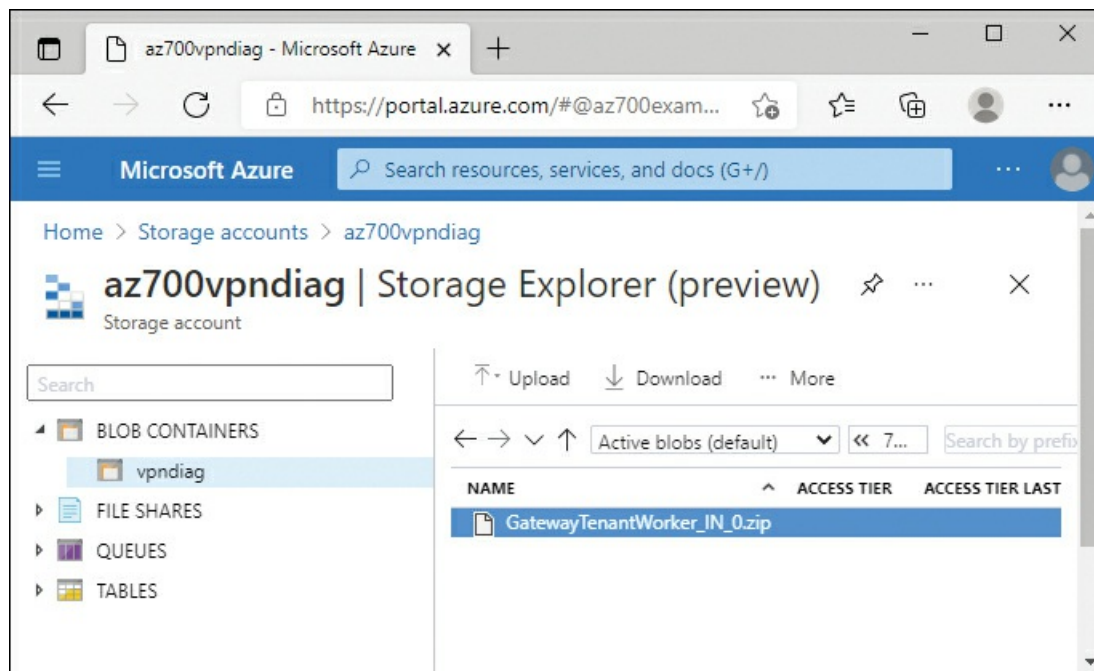 az700vpndiag - Microsoft Azure
https://portal.azure.com/#@az700exam...
Microsoft Azure
Search resources, services, and docs (G+/)
Home > Storage accounts > az700vpndiag
az700vpndiag | Storage Explorer (preview)
Storage account
Search
Upload
Download
More
BLOB CONTAINERS
Active blobs (default)
« 7...
Search by prefix
vpndiag
NAME
ACCESS TIER
ACCESS TIER LAST
FILE SHARES
GatewayTenantWorker_IN_0.zip
QUEUES
TABLES